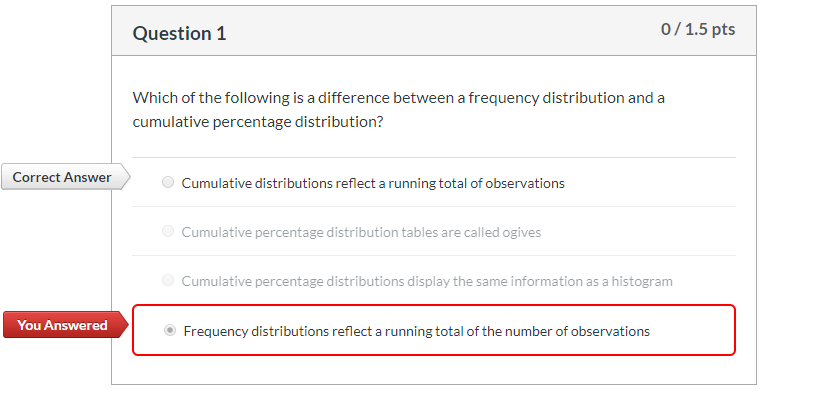 Question 1
0 / 1.5 pts
Which of the following is a difference between a frequency distribution and a
cumulative percentage distribution?
Correct Answer
Cumulative distributions reflect a running total of observations
Cumulative percentage distribution tables are called ogives
Cumulative percentage distributions display the same information as a histogram
You Answered
Frequency distributions reflect a running total of the number of observations